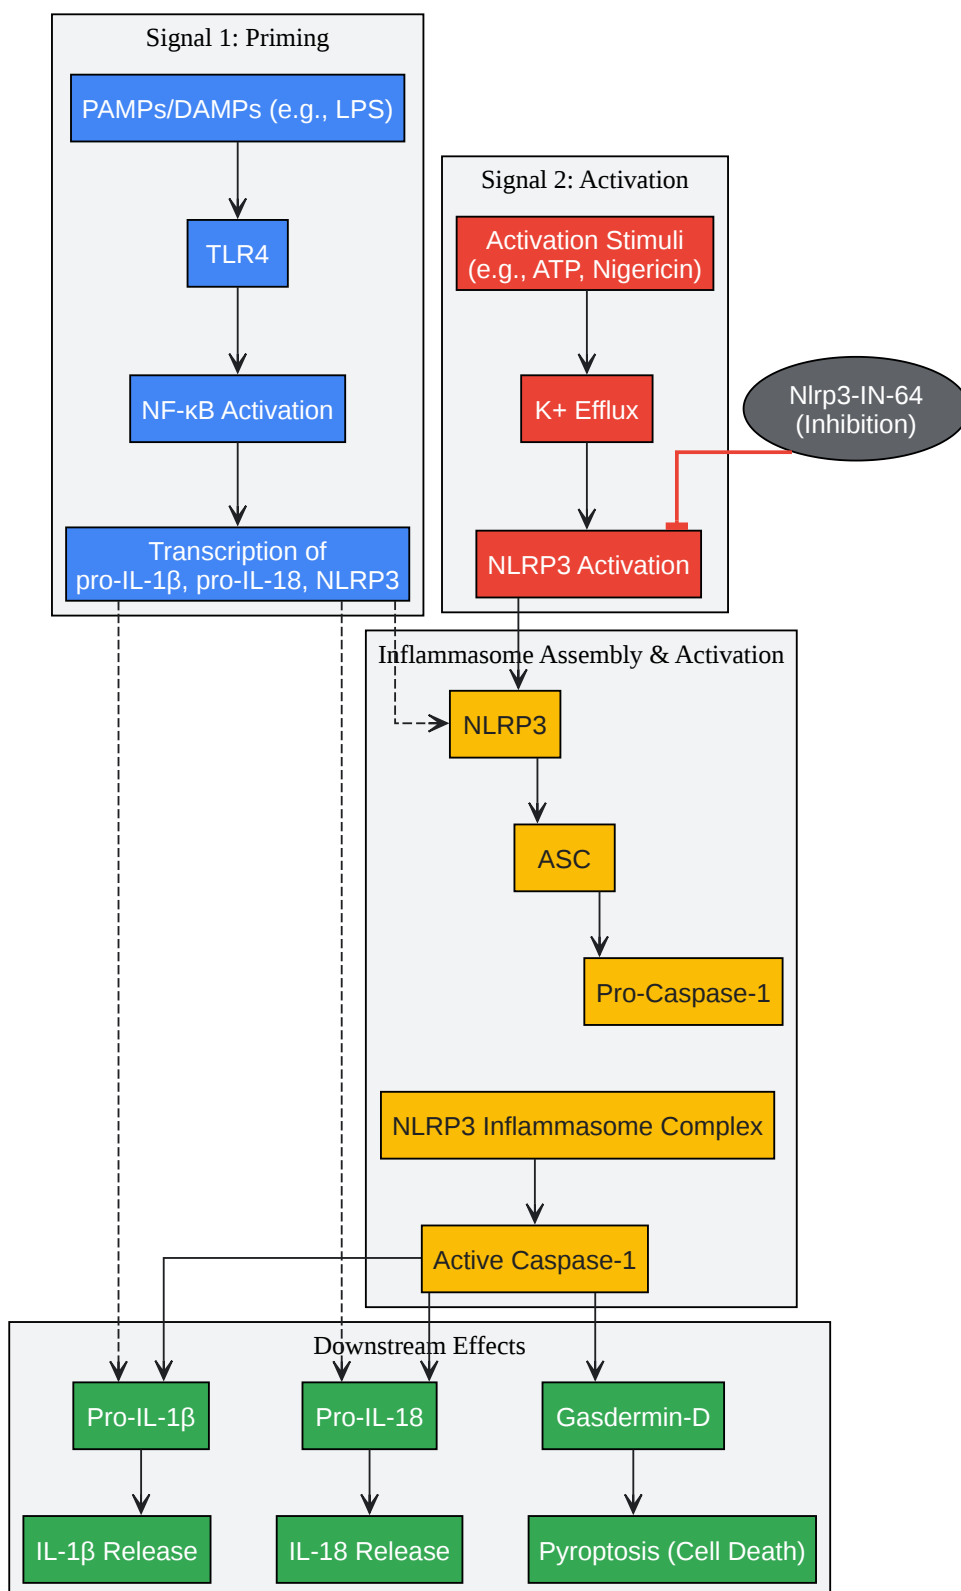 Signal 1: Priming
PAMPs/DAMPs (e.g., LPS)
TLR4
NF-κB Activation
Transcription of
pro-IL-1β, pro-IL-18, NLRP3
Signal 2: Activation
Activation Stimuli
(e.g., ATP, Nigericin)
K+ Efflux
NLRP3 Activation
Nlrp3-IN-64
(Inhibition)
Inflammasome Assembly & Activation
NLRP3
ASC
Pro-Caspase-1
NLRP3 Inflammasome Complex
Active Caspase-1
Downstream Effects
Pro-IL-1β
Pro-IL-18
Gasdermin-D
IL-1β Release
IL-18 Release
Pyroptosis (Cell Death)